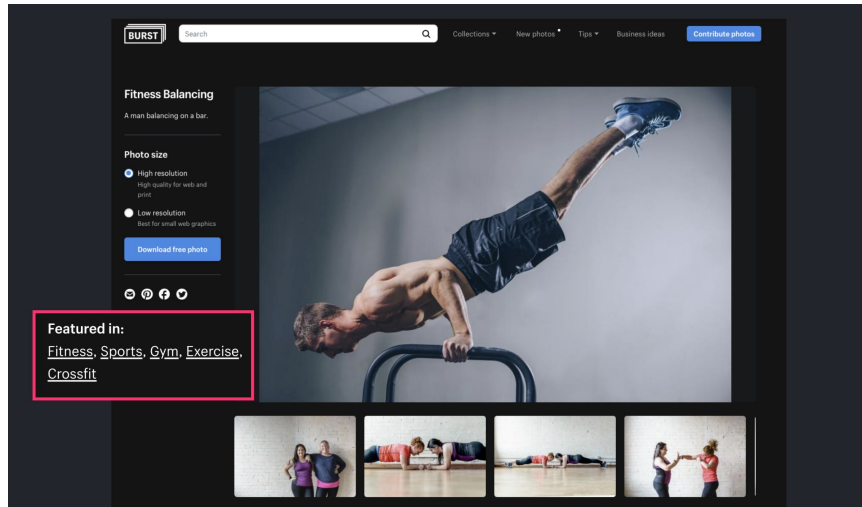 BURST
Search
Collections
New photos
Tips
Business ideas
Contribute photos
Fitness Balancing
A man balancing on a bar.
Photo size
High resolution
High quality for web and
print
Low resolution
Best for small web graphics
Download free photo
Featured in:
Fitness, Sports, Gym, Exercise,
Crossfit